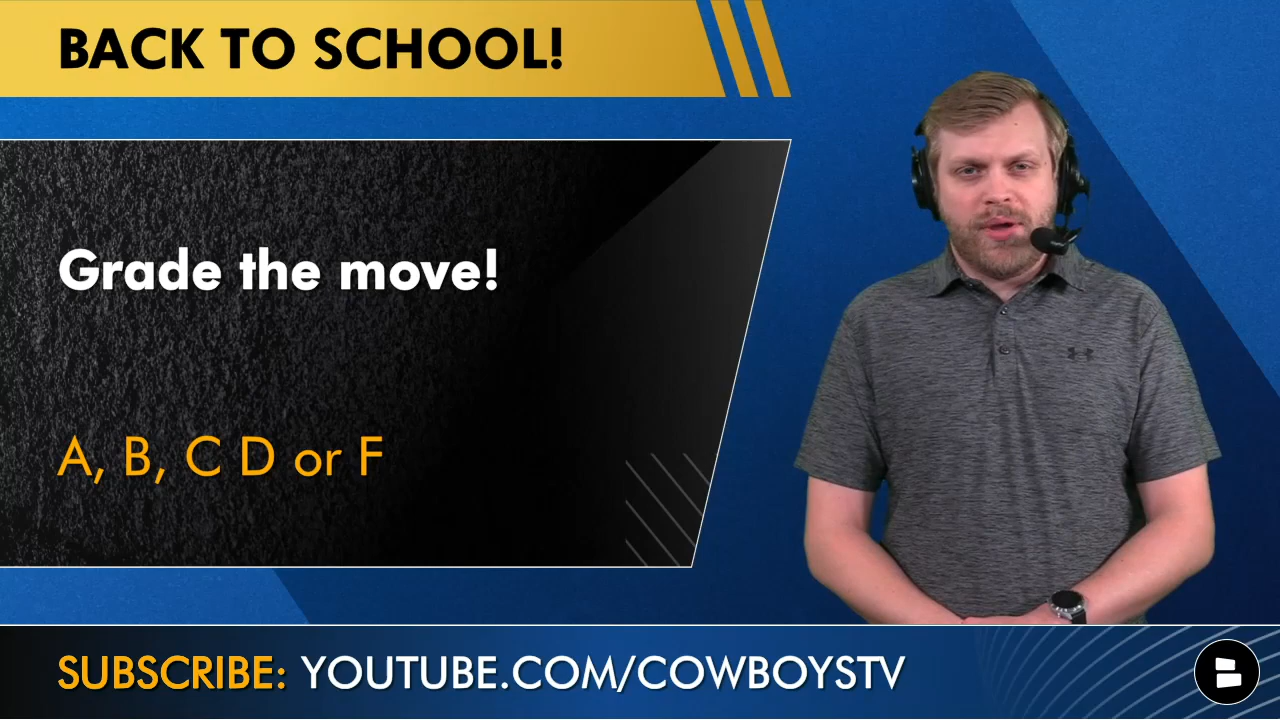 BACK TO SCHOOL!
Grade the move!
A, B, C D or F
SUBSCRIBE: YOUTUBE.COM/COWBOYSTV